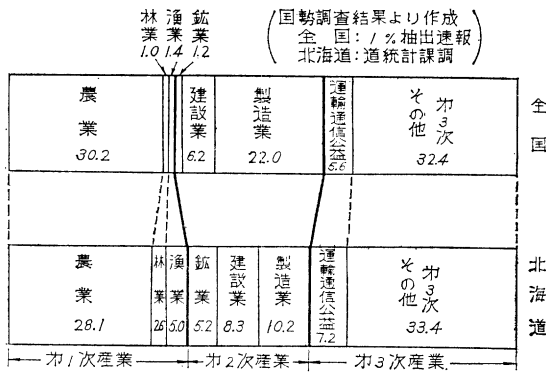 国勢調査結果より作成
全国:1%抽出速報
北海道:道統計課調
林業 1.0
漁業 1.4
鉱業 1.2
農業 30.2
建設業 6.2
製造業 22.0
運輸通信公益 5.6
才3次その他 32.4
全国
農業 28.1
林業 2.6
漁業 5.0
鉱業 5.2
建設業 8.3
製造業 10.2
運輸通信公益 7.2
才3次その他 33.4
北海道
才1次産業
才2次産業
才3次産業